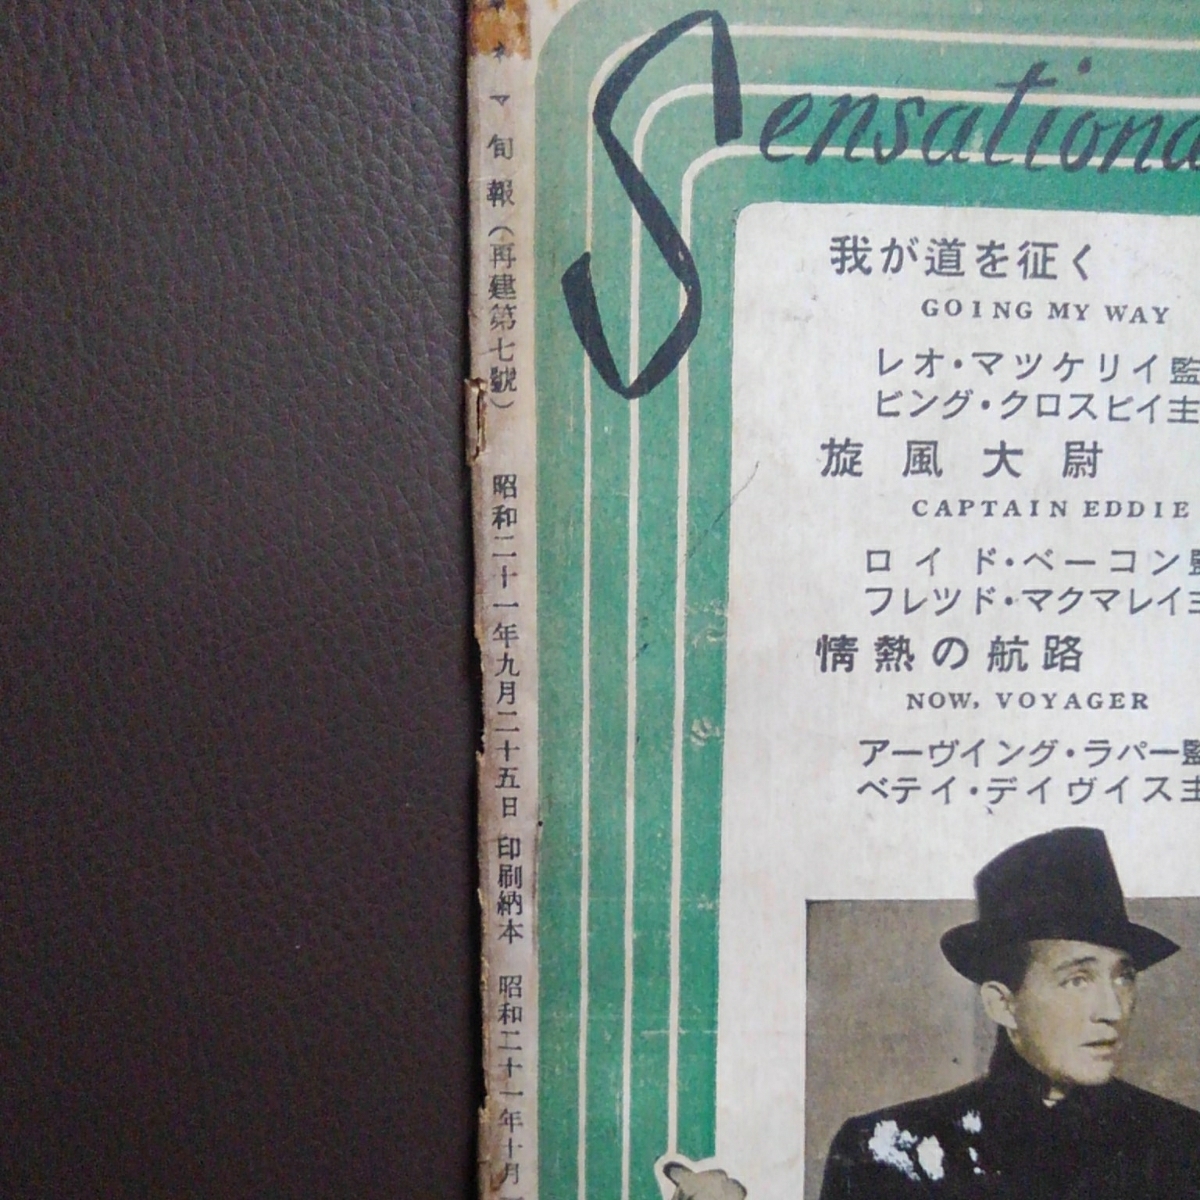 マ旬報(再建第七號) 昭和二十一年九月二十五日 印刷納本 昭和二十一年十月
Sensational
我が道を征く
GOING MY WAY
レオ・マツケリイ監
ビング・クロスビイ主
旋風大尉
CAPTAIN EDDIE
ロイド・ベーコン監
フレツド・マクマレイ主
情熱の航路
NOW, VOYAGER
アーヴイング・ラパー監
ベテイ・デイヴイス主